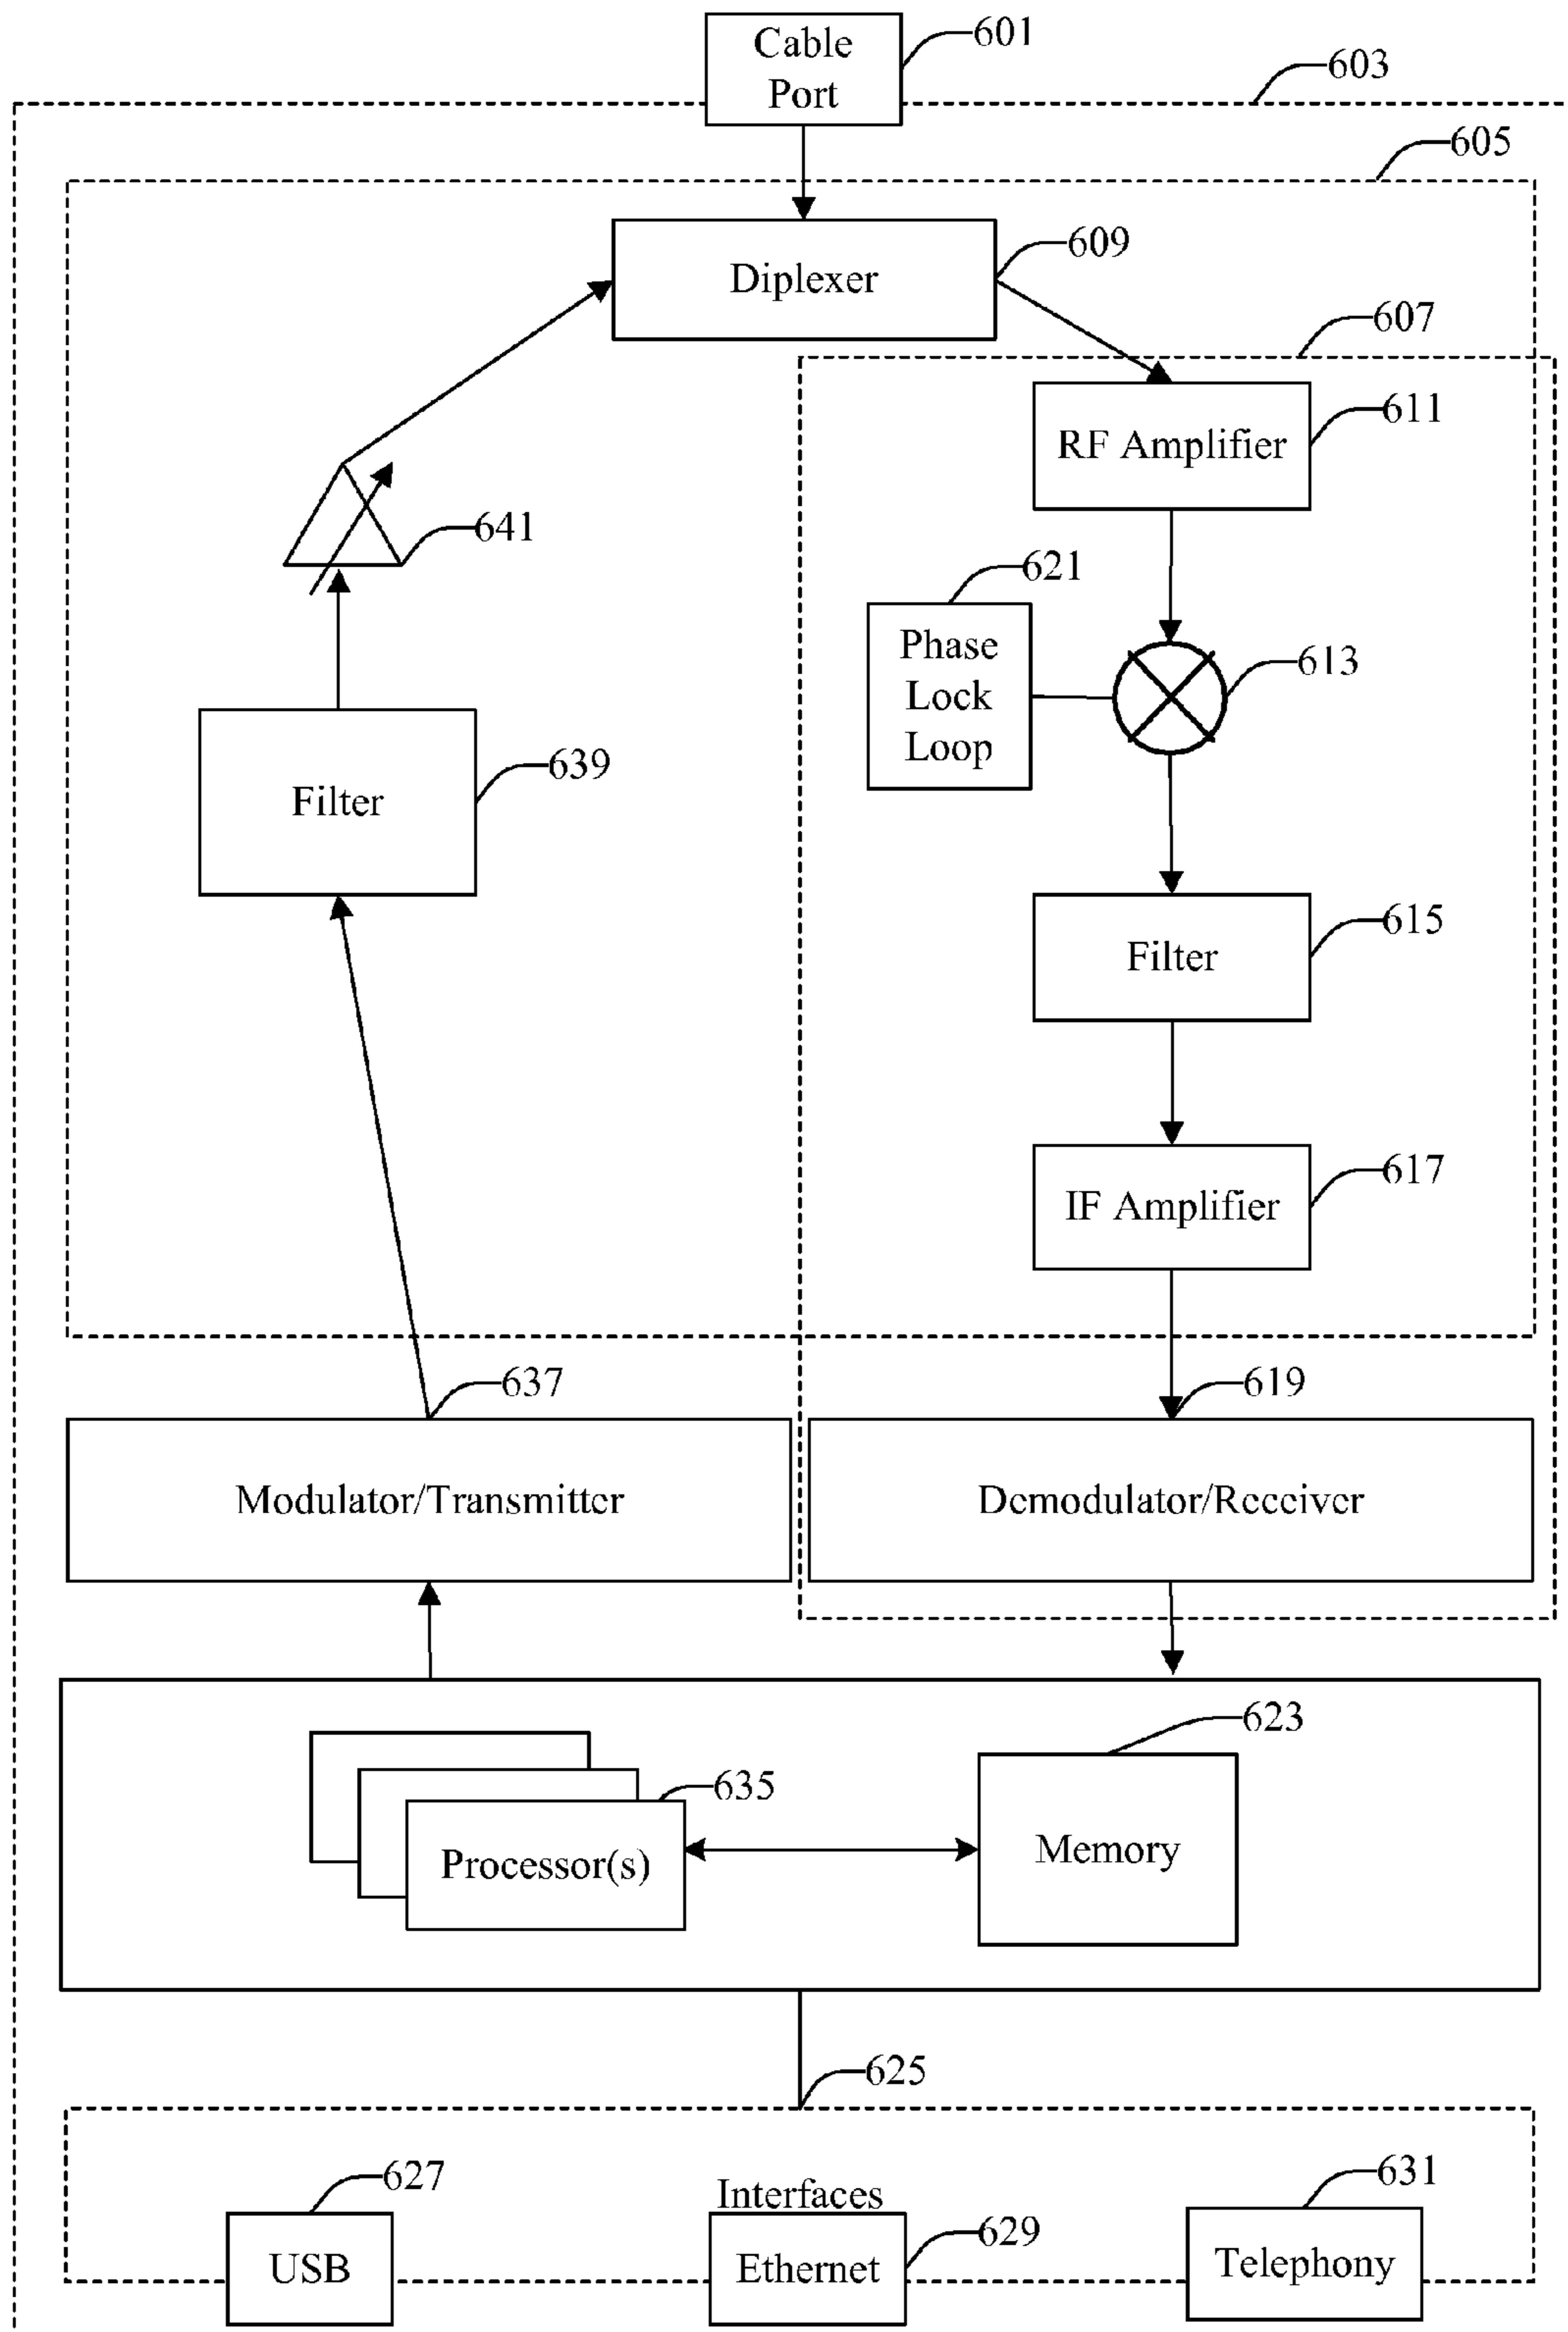 Cable
Port
601
603
605
Diplexer
609
607
RF Amplifier
611
641
621
Phase
Lock
Loop
613
Filter
639
Filter
615
IF Amplifier
617
637
619
Modulator/Transmitter
Demodulator/Receiver
623
635
Processor(s)
Memory
625
Interfaces
627
USB
629
Ethernet
631
Telephony